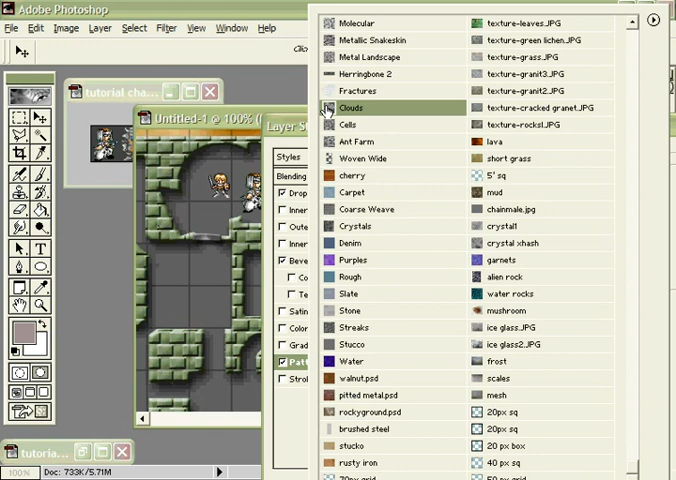 Adobe Photoshop
File Edit Image Layer Select Filter View Window Help
tutorial cha...
Untitled-1 @ 100% (
Layer S
Styles
Blending
Drop
Inner
Oute
Inner
Beve
Co
Te
Satin
Color
Grad
Patt
Strol
Molecular
Metallic Snakeskin
Metal Landscape
Herringbone 2
Fractures
Clouds
Cells
Ant Farm
Woven Wide
cherry
Carpet
Coarse Weave
Crystals
Denim
Purples
Rough
Slate
Stone
Streaks
Stucco
Water
walnut.psd
pitted metal.psd
rockyground.psd
brushed steel
stucko
rusty iron
70px grid
texture-leaves.JPG
texture-green lichen.JPG
texture-grass.JPG
texture-granit3.JPG
texture-granit2.JPG
texture-cracked granet.JPG
texture-rocks1.JPG
lava
short grass
5' sq
mud
chainmale.jpg
crystal1
crystal xhash
garnets
alien rock
water rocks
mushroom
ice glass.JPG
ice glass2.JPG
frost
scales
mesh
20px sq
20px sq
20 px box
40 px sq
50 px grid
tutoria...
100% Doc: 733K/5.71M